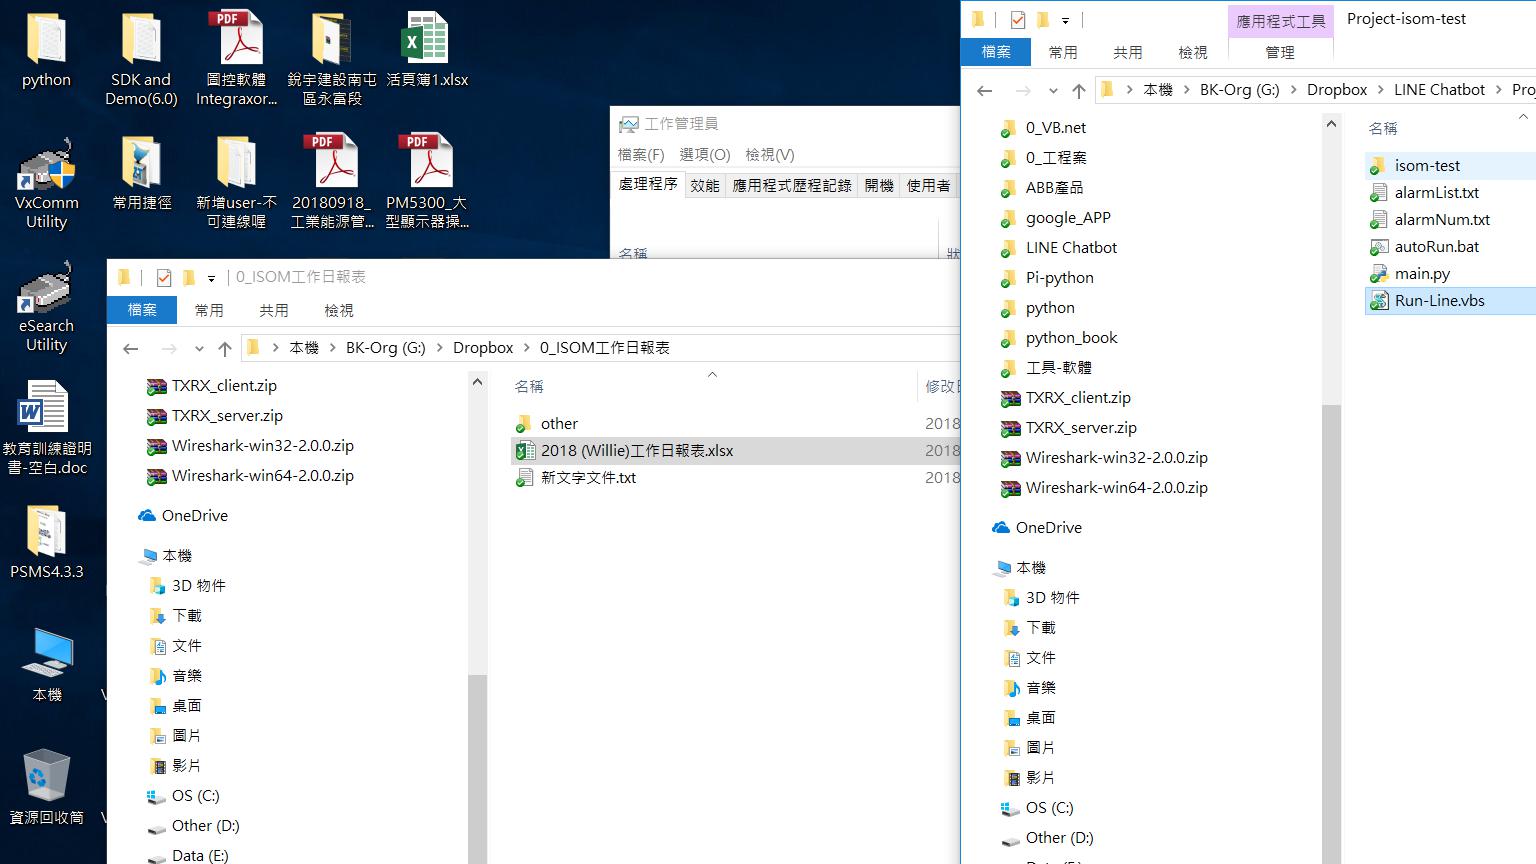 python
SDK and
Demo(6.0)
圖控軟體
Integraxor...
銳宇建設南屯
區永富段
活頁簿1.xlsx
VxComm
Utility
常用捷徑
新增user-不
可連線喔
20180918_
工業能源管...
PM5300_大
型顯示器操...
eSearch
Utility
教育訓練證明
書-空白.doc
PSMS4.3.3
本機
資源回收筒
工作管理員
檔案(F)
選項(O)
檢視(V)
處理程序
效能
應用程式歷程記錄
開機
使用者
名稱
0_ISOM工作日報表
檔案
常用
共用
檢視
本機
BK-Org (G:)
Dropbox
0_ISOM工作日報表
TXRX_client.zip
TXRX_server.zip
Wireshark-win32-2.0.0.zip
Wireshark-win64-2.0.0.zip
OneDrive
本機
3D 物件
下載
文件
音樂
桌面
圖片
影片
OS (C:)
Other (D:)
Data (E:)
名稱
修改日
other
2018
2018 (Willie)工作日報表.xlsx
2018
新文字文件.txt
2018
應用程式工具
Project-isom-test
檔案
常用
共用
檢視
管理
本機
BK-Org (G:)
Dropbox
LINE Chatbot
Proj
0_VB.net
0_工程案
ABB產品
google_APP
LINE Chatbot
Pi-python
python
python_book
工具-軟體
TXRX_client.zip
TXRX_server.zip
Wireshark-win32-2.0.0.zip
Wireshark-win64-2.0.0.zip
OneDrive
本機
3D 物件
下載
文件
音樂
桌面
圖片
影片
OS (C:)
Other (D:)
名稱
isom-test
alarmList.txt
alarmNum.txt
autoRun.bat
main.py
Run-Line.vbs